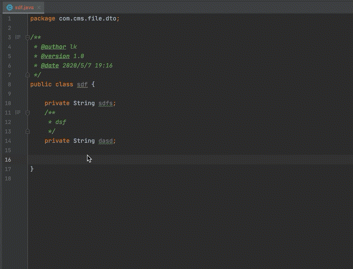 sdf.java
1 package com.cms.file.dto;
2
3 /**
4 * @author lk
5 * @version 1.0
6 * @date 2020/5/7 19:16
7 */
8 public class sdf {
9
10 private String sdfs;
11 /**
12 * dsf
13 */
14 private String dasd;
15
16
17 }
18